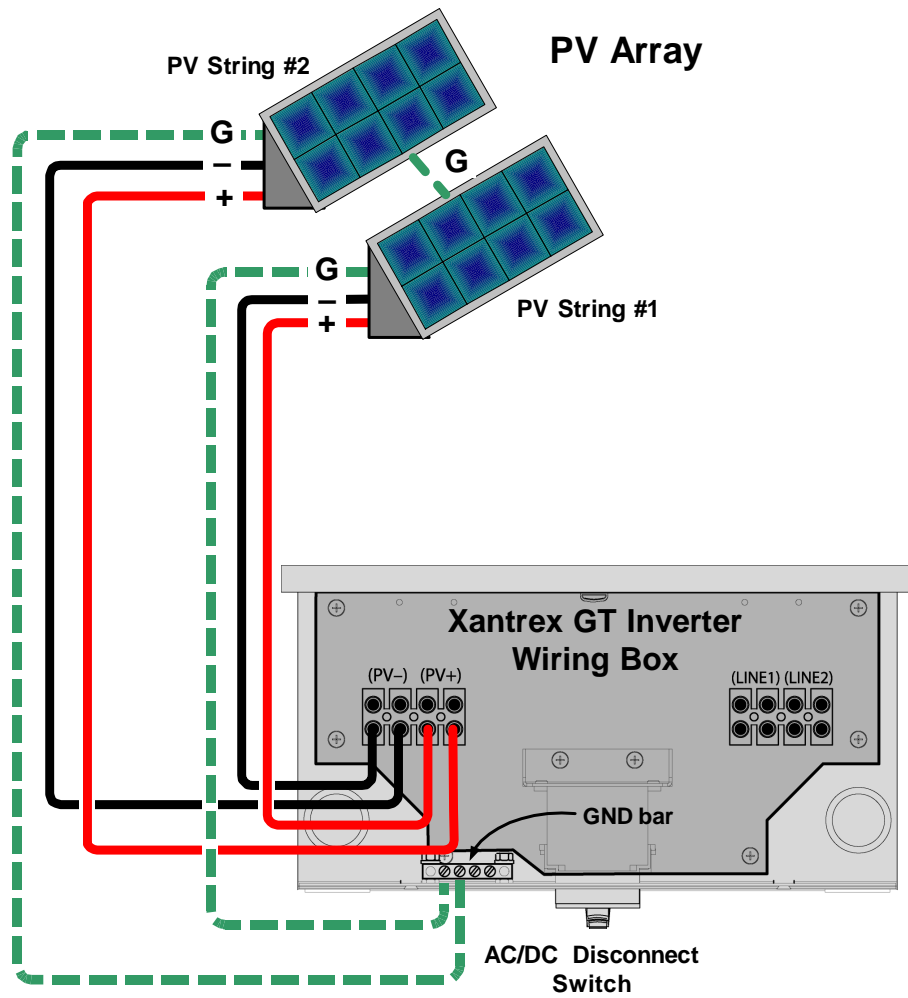 PV Array
PV String #2
G
–
+
G
G
–
+
PV String #1
Xantrex GT Inverter
Wiring Box
(PV–) (PV+)
(LINE1) (LINE2)
GND bar
AC/DC Disconnect
Switch